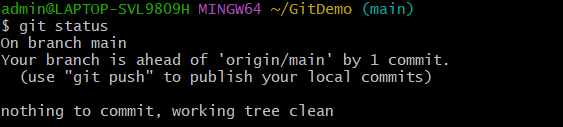 admin@LAPTOP-SVL98O9H MINGW64 ~/GitDemo (main)
$ git status
On branch main
Your branch is ahead of 'origin/main' by 1 commit.
  (use "git push" to publish your local commits)

nothing to commit, working tree clean